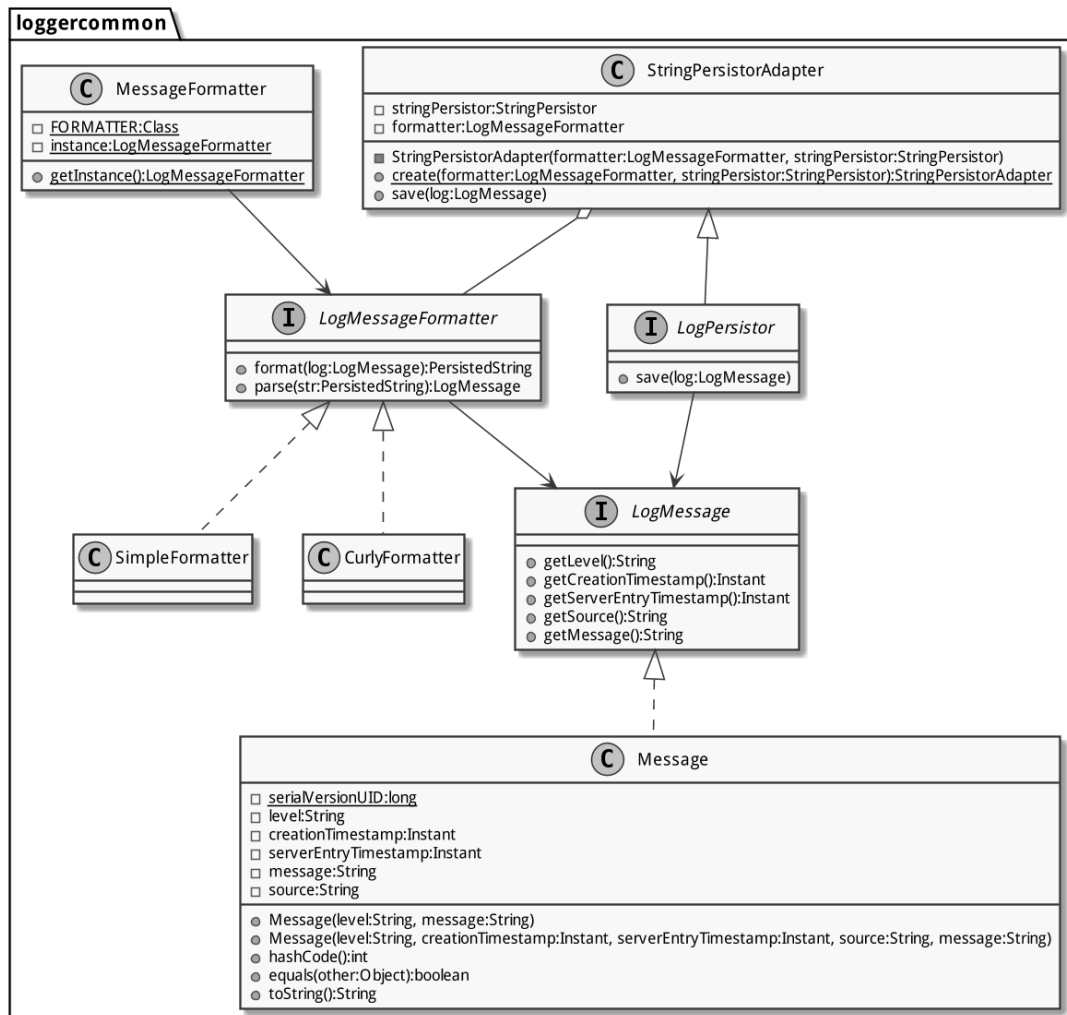 loggercommon
C MessageFormatter
FORMATTER:Class
instance:LogMessageFormatter
getInstance():LogMessageFormatter
C StringPersistorAdapter
stringPersistor:StringPersistor
formatter:LogMessageFormatter
StringPersistorAdapter(formatter:LogMessageFormatter, stringPersistor:StringPersistor)
create(formatter:LogMessageFormatter, stringPersistor:StringPersistor):StringPersistorAdapter
save(log:LogMessage)
I LogMessageFormatter
format(log:LogMessage):PersistedString
parse(str:PersistedString):LogMessage
I LogPersistor
save(log:LogMessage)
C SimpleFormatter
C CurlyFormatter
I LogMessage
getLevel():String
getCreationTimestamp():Instant
getServerEntryTimestamp():Instant
getSource():String
getMessage():String
C Message
serialVersionUID:long
level:String
creationTimestamp:Instant
serverEntryTimestamp:Instant
message:String
source:String
Message(level:String, message:String)
Message(level:String, creationTimestamp:Instant, serverEntryTimestamp:Instant, source:String, message:String)
hashCode():int
equals(other:Object):boolean
toString():String